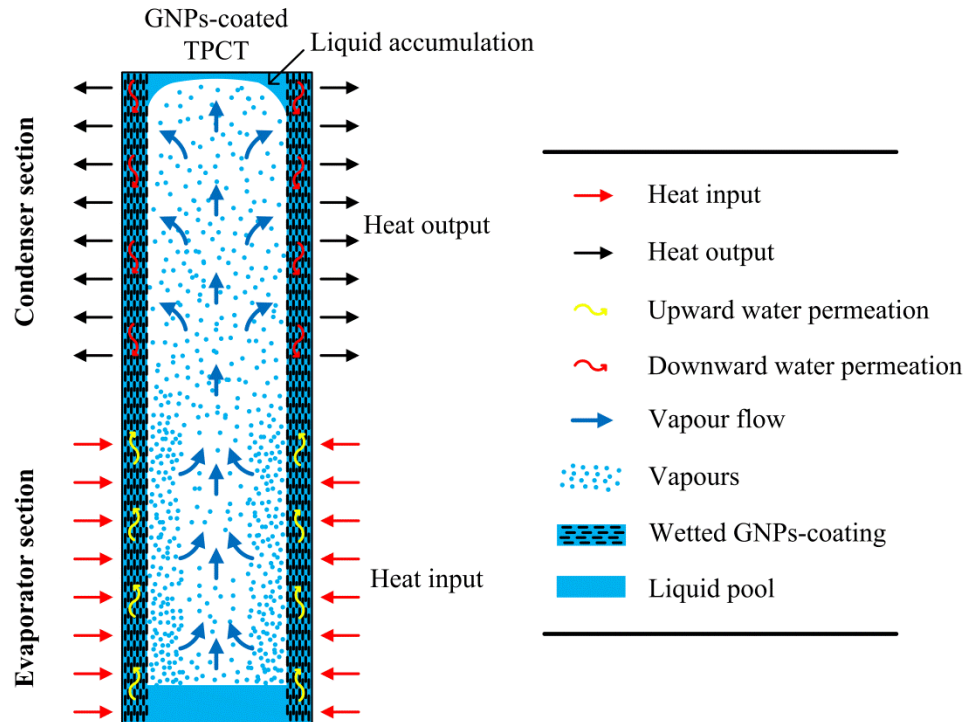 GNPs-coated
TPCT
Liquid accumulation
Condenser section
Heat output
Evaporator section
Heat input
Heat input
Heat output
Upward water permeation
Downward water permeation
Vapour flow
Vapours
Wetted GNPs-coating
Liquid pool